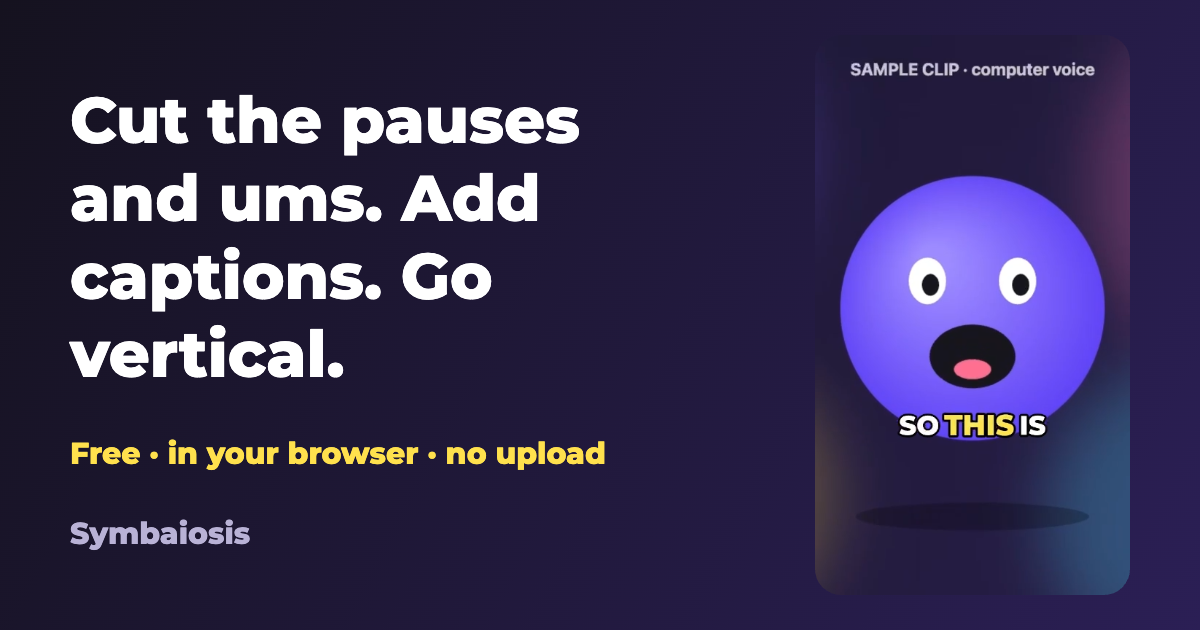 Cut the pauses
and ums. Add
captions. Go
vertical.
Free · in your browser · no upload
Symbaiosis
SAMPLE CLIP · computer voice
SO THIS IS